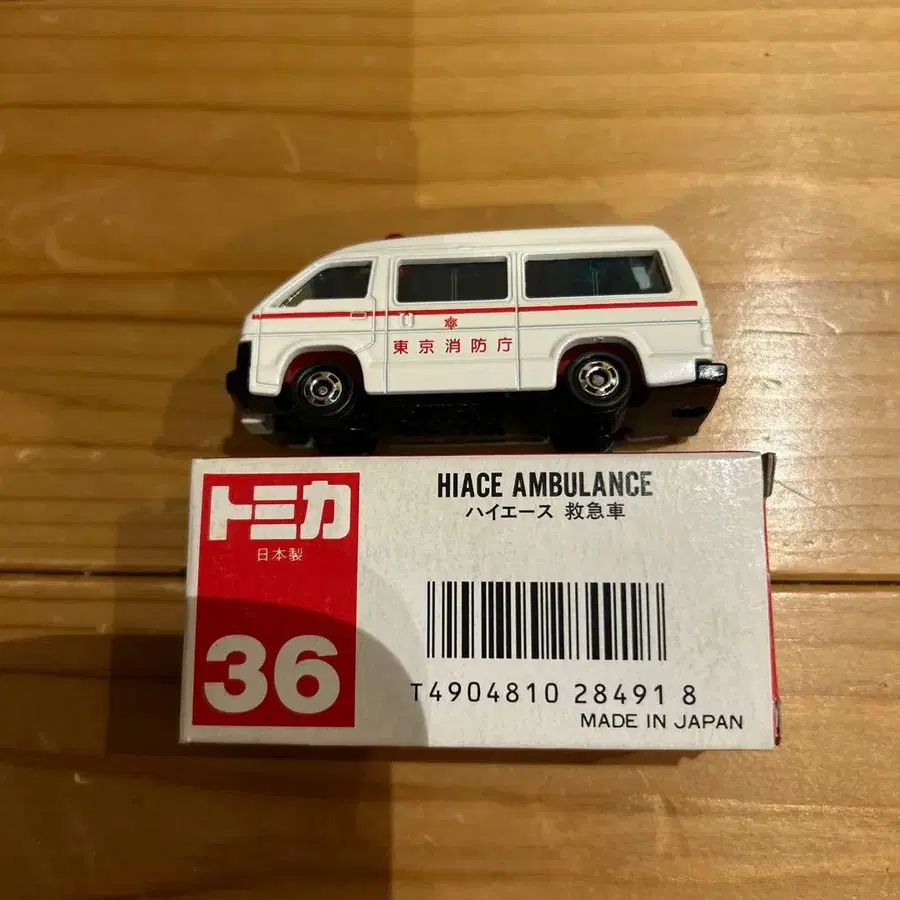 東京消防庁
トミカ
日本製
36
HIACE AMBULANCE
ハイエース 救急車
T4904810 28491 8
MADE IN JAPAN